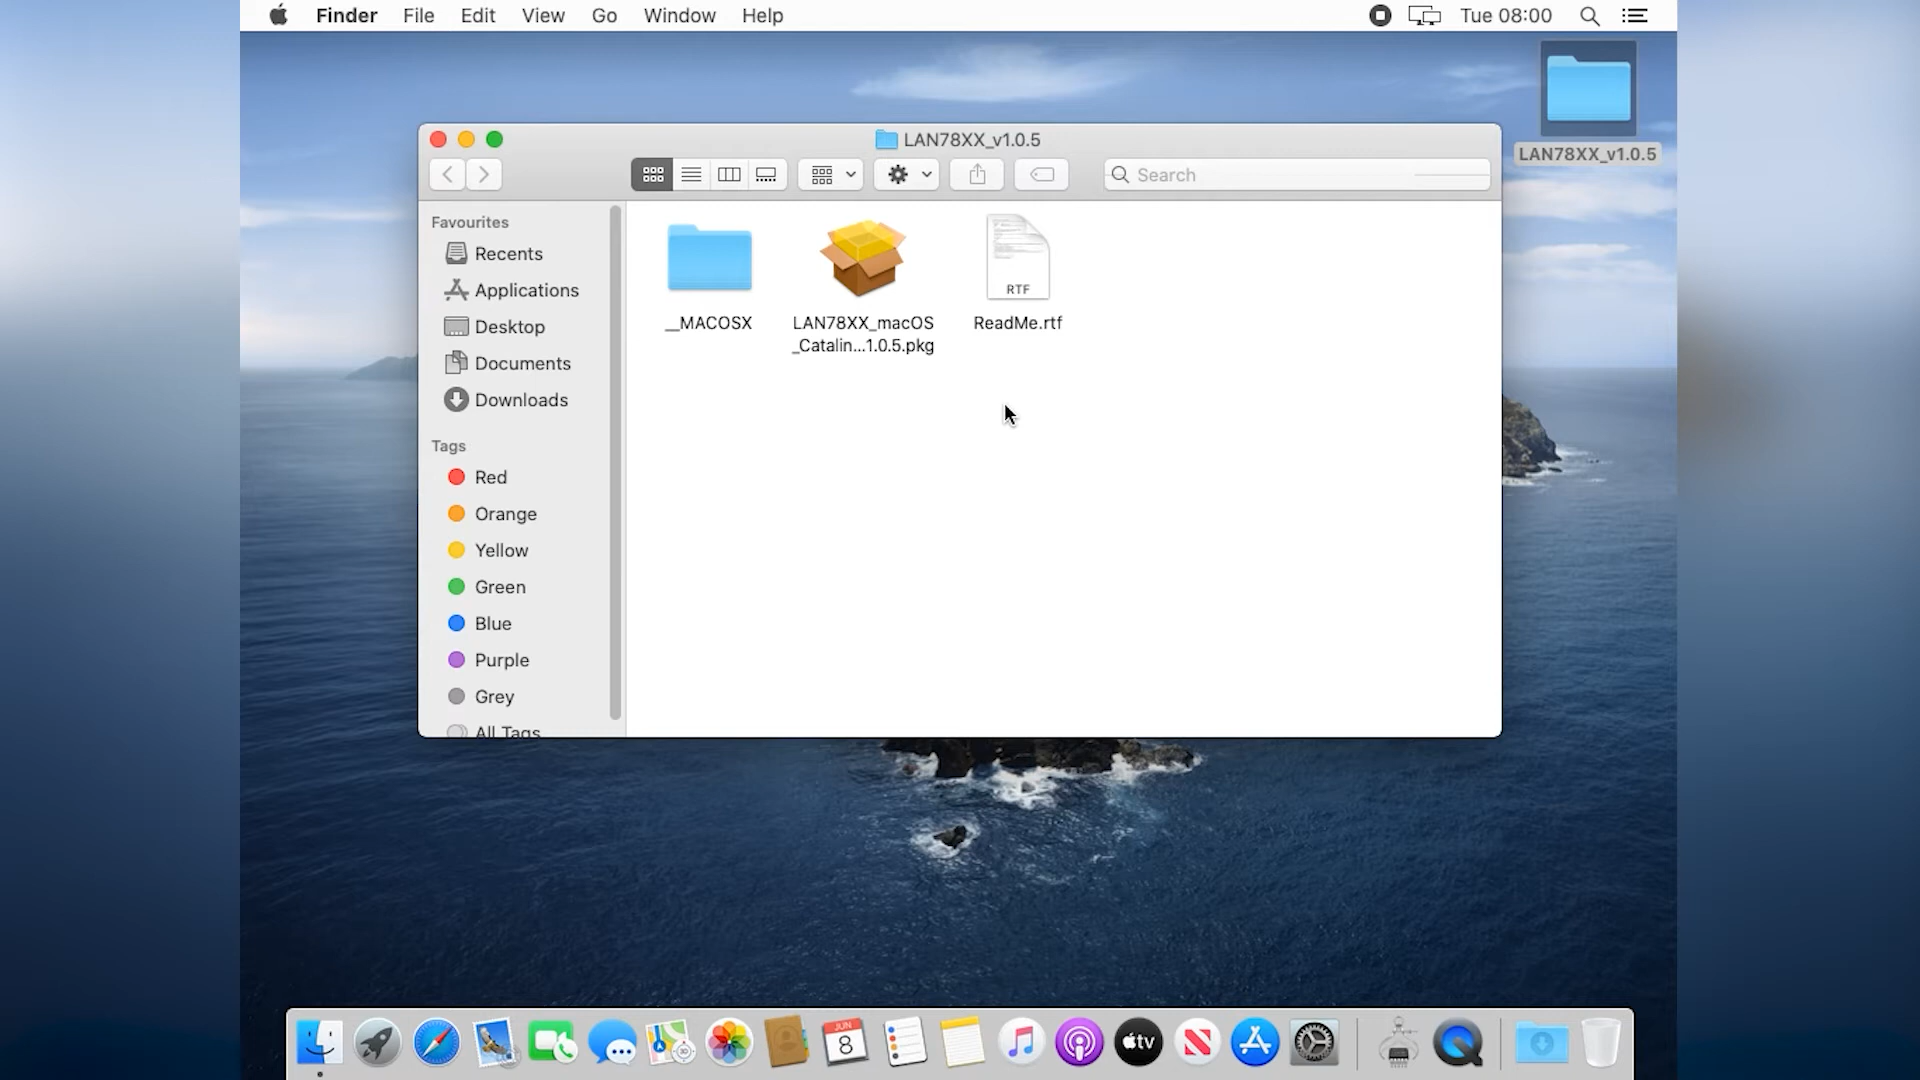 Finder File Edit View Go Window Help Tue 08:00
LAN78XX_v1.0.5
LAN78XX_v1.0.5
Search
Favourites
Recents
Applications
Desktop
Documents
Downloads
Tags
Red
Orange
Yellow
Green
Blue
Purple
Grey
All Tags
__MACOSX
LAN78XX_macOS
_Catalin...1.0.5.pkg
RTF
ReadMe.rtf
JUN
8
tv